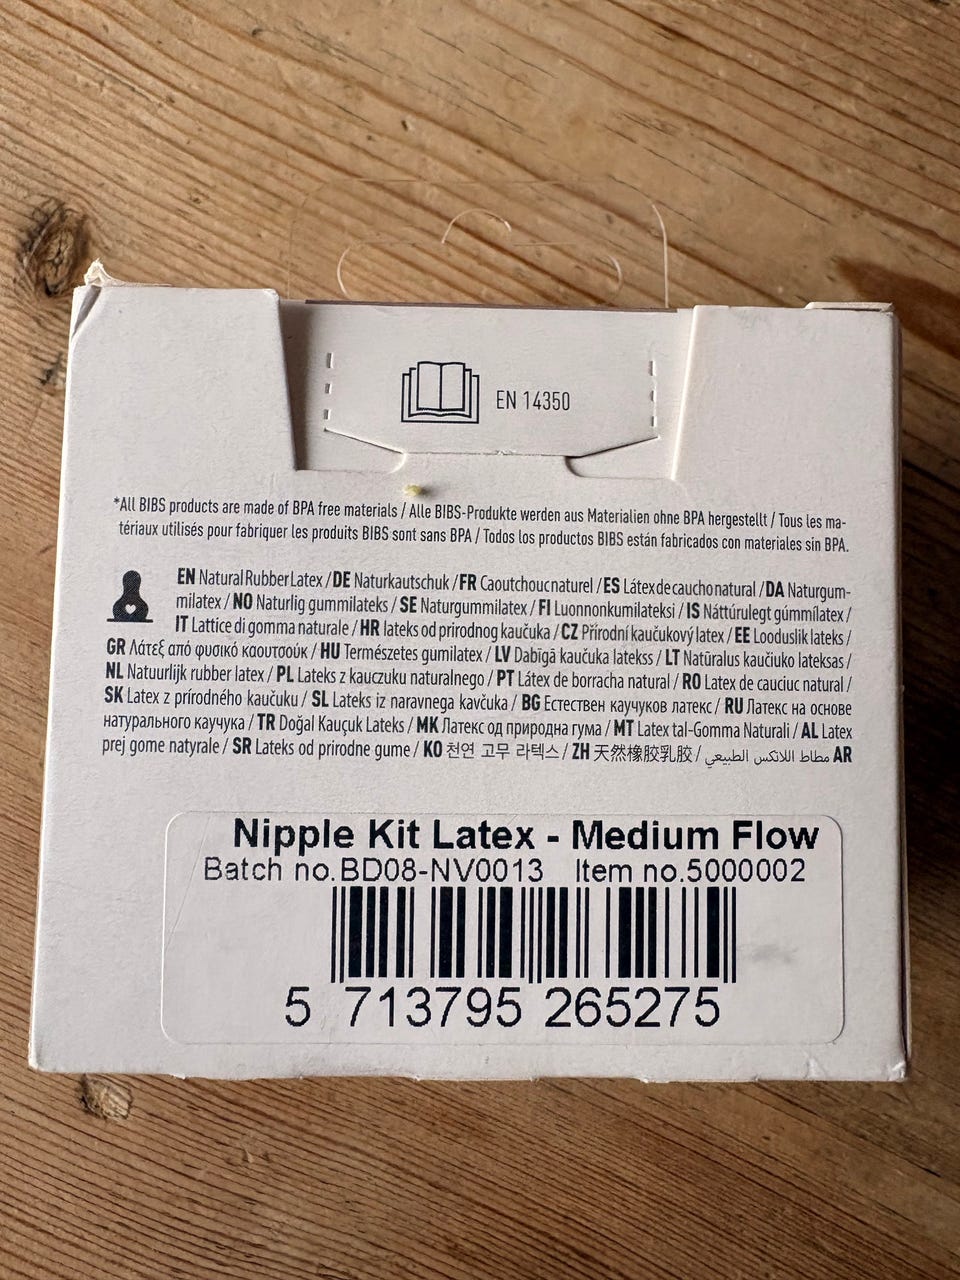 EN 14350
*All BIBS products are made of BPA free materials / Alle BIBS-Produkte werden aus Materialien ohne BPA hergestellt / Tous les ma-
tériaux utilisés pour fabriquer les produits BIBS sont sans BPA / Todos los productos BIBS están fabricados con materiales sin BPA.
EN Natural Rubber Latex / DE Naturkautschuk / FR Caoutchouc naturel / ES Látex de caucho natural / DA Naturgum-
milatex / NO Naturlig gummilateks / SE Naturgummilatex / FI Luonnonkumilateksi / IS Náttúrulegt gúmmílatex /
IT Lattice di gomma naturale / HR lateks od prirodnog kaučuka / CZ Přírodní kaučukový latex / EE Looduslik lateks /
GR Λάτεξ από φυσικό καουτσούκ / HU Természetes gumilatex / LV Dabīgā kaučuka latekss / LT Natūralus kaučiuko lateksas /
NL Natuurlijk rubber latex / PL Lateks z kauczuku naturalnego / PT Látex de borracha natural / RO Latex de cauciuc natural /
SK Latex z prírodného kaučuku / SL Lateks iz naravnega kavčuka / BG Естествен каучуков латекс / RU Латекс на основе
натурального каучука / TR Doğal Kauçuk Lateks / MK Латекс од природна гума / MT Latex tal-Gomma Naturali / AL Latex
prej gome natyrale / SR Lateks od prirodne gume / KO 천연 고무 라텍스 / ZH 天然橡胶乳胶 / مطاط اللاتكس الطبيعي AR
Nipple Kit Latex - Medium Flow
Batch no.BD08-NV0013 Item no.5000002
5 713795 265275